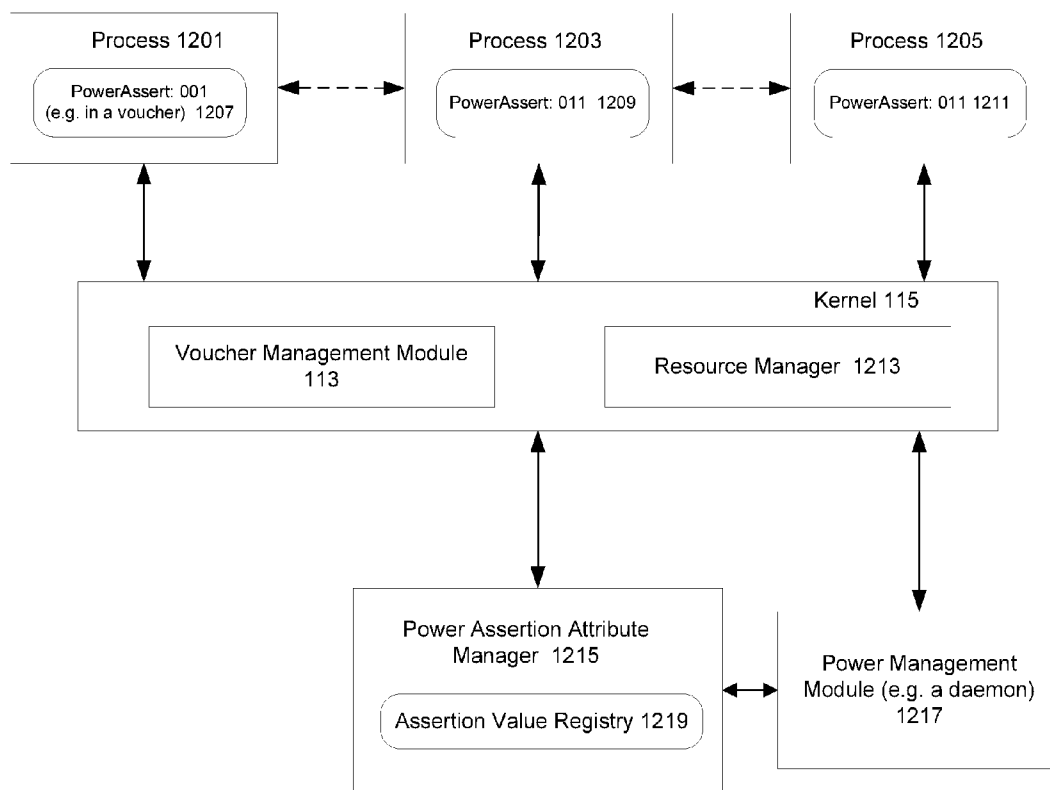 Process 1201
PowerAssert: 001
(e.g. in a voucher) 1207
Process 1203
PowerAssert: 011 1209
Process 1205
PowerAssert: 011 1211
Kernel 115
Voucher Management Module
113
Resource Manager 1213
Power Assertion Attribute
Manager 1215
Assertion Value Registry 1219
Power Management
Module (e.g. a daemon)
1217